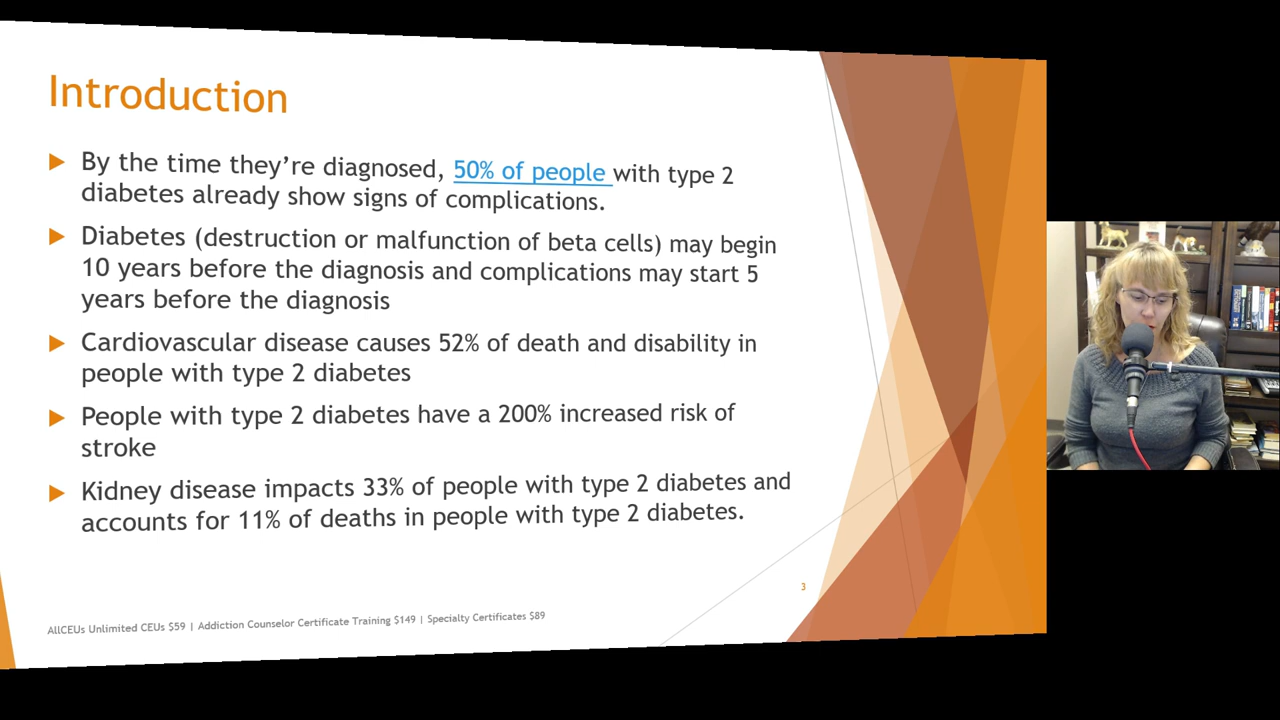 Introduction
By the time they’re diagnosed, 50% of people with type 2
diabetes already show signs of complications.
Diabetes (destruction or malfunction of beta cells) may begin
10 years before the diagnosis and complications may start 5
years before the diagnosis
Cardiovascular disease causes 52% of death and disability in
people with type 2 diabetes
People with type 2 diabetes have a 200% increased risk of
stroke
Kidney disease impacts 33% of people with type 2 diabetes and
accounts for 11% of deaths in people with type 2 diabetes.
3
AllCEUs Unlimited CEUs $59 | Addiction Counselor Certificate Training $149 | Specialty Certificates $89